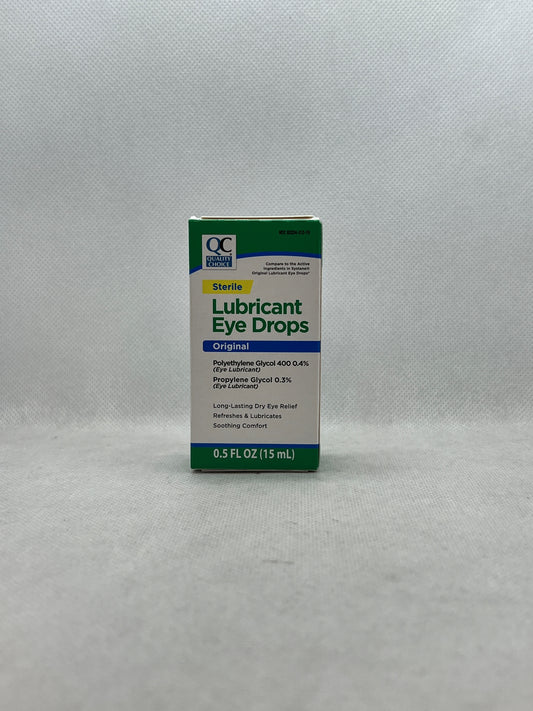 QC
QUALITY
CHOICE
Compare to the Active
Ingredients in Systane®
Original Lubricant Eye Drops*
Sterile
Lubricant
Eye Drops
Original
Polyethylene Glycol 400 0.4%
(Eye Lubricant)
Propylene Glycol 0.3%
(Eye Lubricant)
Long-Lasting Dry Eye Relief
Refreshes & Lubricates
Soothing Comfort
0.5 FL OZ (15 mL)